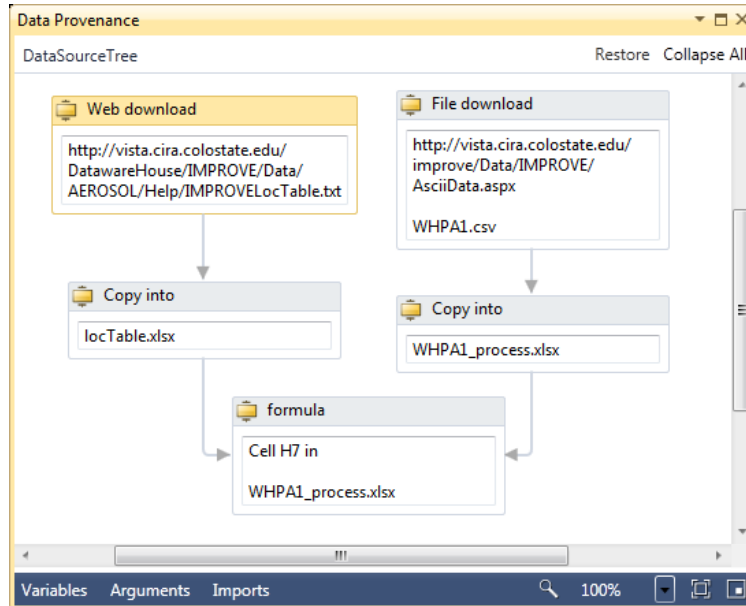 Data Provenance
DataSourceTree
Restore
Collapse All
Web download
http://vista.cira.colostate.edu/
DatawareHouse/IMPROVE/Data/
AEROSOL/Help/IMPROVELocTable.txt
File download
http://vista.cira.colostate.edu/
improve/Data/IMPROVE/
AsciiData.aspx
WHPA1.csv
Copy into
locTable.xlsx
Copy into
WHPA1_process.xlsx
formula
Cell H7 in
WHPA1_process.xlsx
Variables
Arguments
Imports
100%